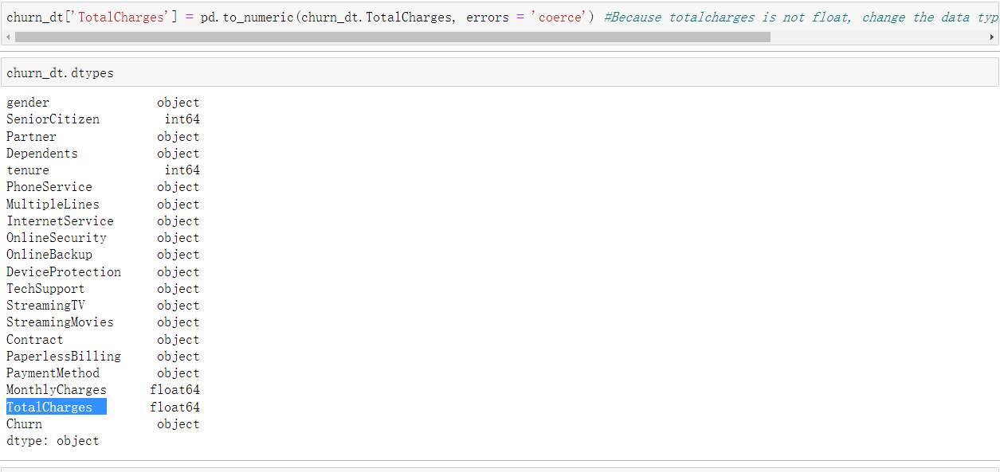 churn_dt['TotalCharges'] = pd.to_numeric(churn_dt.TotalCharges, errors = 'coerce') #Because totalcharges is not float, change the data typ
churn_dt.dtypes
gender object
SeniorCitizen int64
Partner object
Dependents object
tenure int64
PhoneService object
MultipleLines object
InternetService object
OnlineSecurity object
OnlineBackup object
DeviceProtection object
TechSupport object
StreamingTV object
StreamingMovies object
Contract object
PaperlessBilling object
PaymentMethod object
MonthlyCharges float64
TotalCharges float64
Churn object
dtype: object